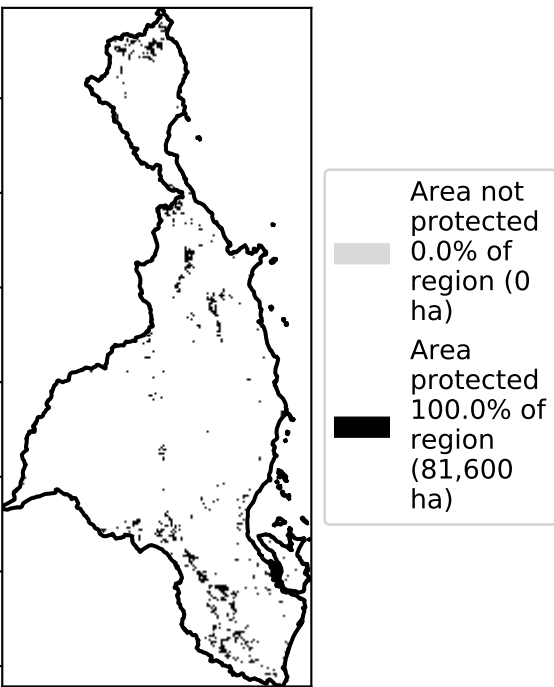 Area not
protected
0.0% of
region (0
ha)
Area
protected
100.0% of
region
(81,600
ha)